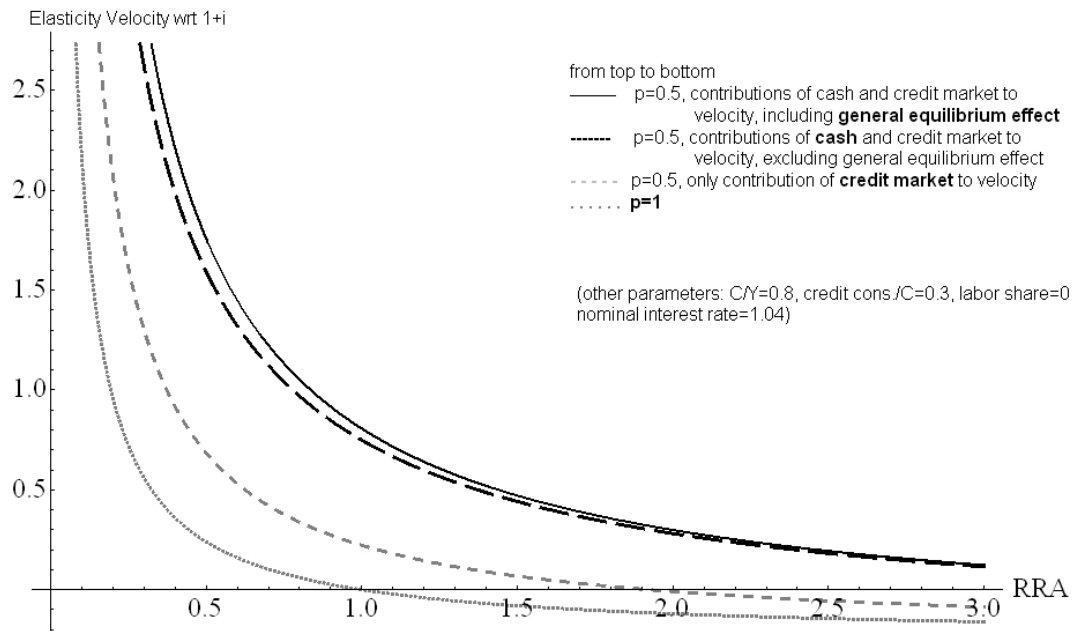 Elasticity Velocity wrt 1+i
2.5
2.0
1.5
1.0
0.5
from top to bottom
p=0.5, contributions of cash and credit market to
velocity, including general equilibrium effect
p=0.5, contributions of cash and credit market to
velocity, excluding general equilibrium effect
p=0.5, only contribution of credit market to velocity
p=1
(other parameters: C/Y=0.8, credit cons./C=0.3, labor share=0
nominal interest rate=1.04)
0.5 1.0 1.5 2.0 2.5 3.0 RRA